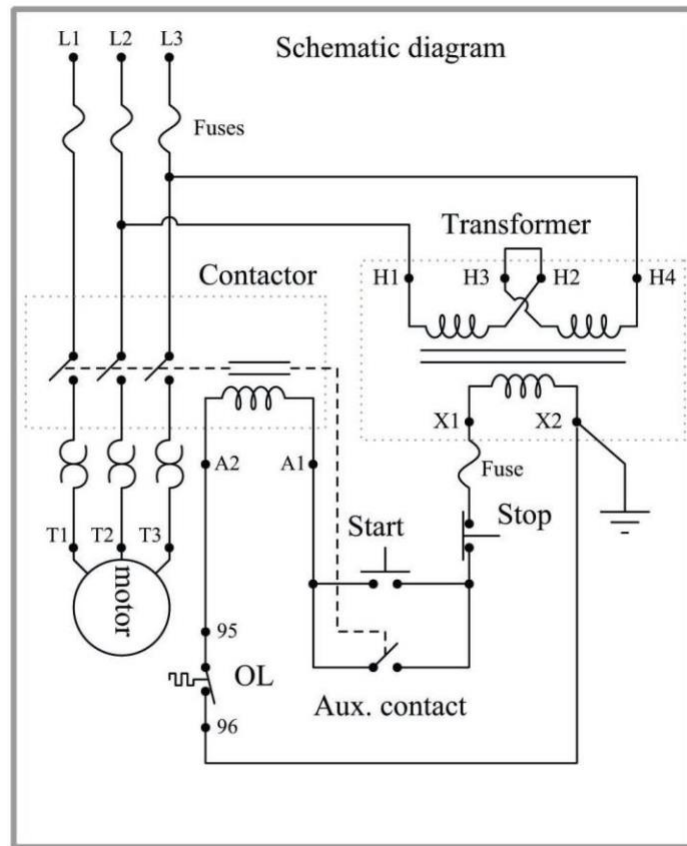 L1 L2 L3 Schematic diagram
Fuses
Transformer
H1 H3 H2 H4
Contactor
X1 X2
A2 A1 Fuse
Start Stop
T1 T2 T3
motor
95
OL
Aux. contact
96